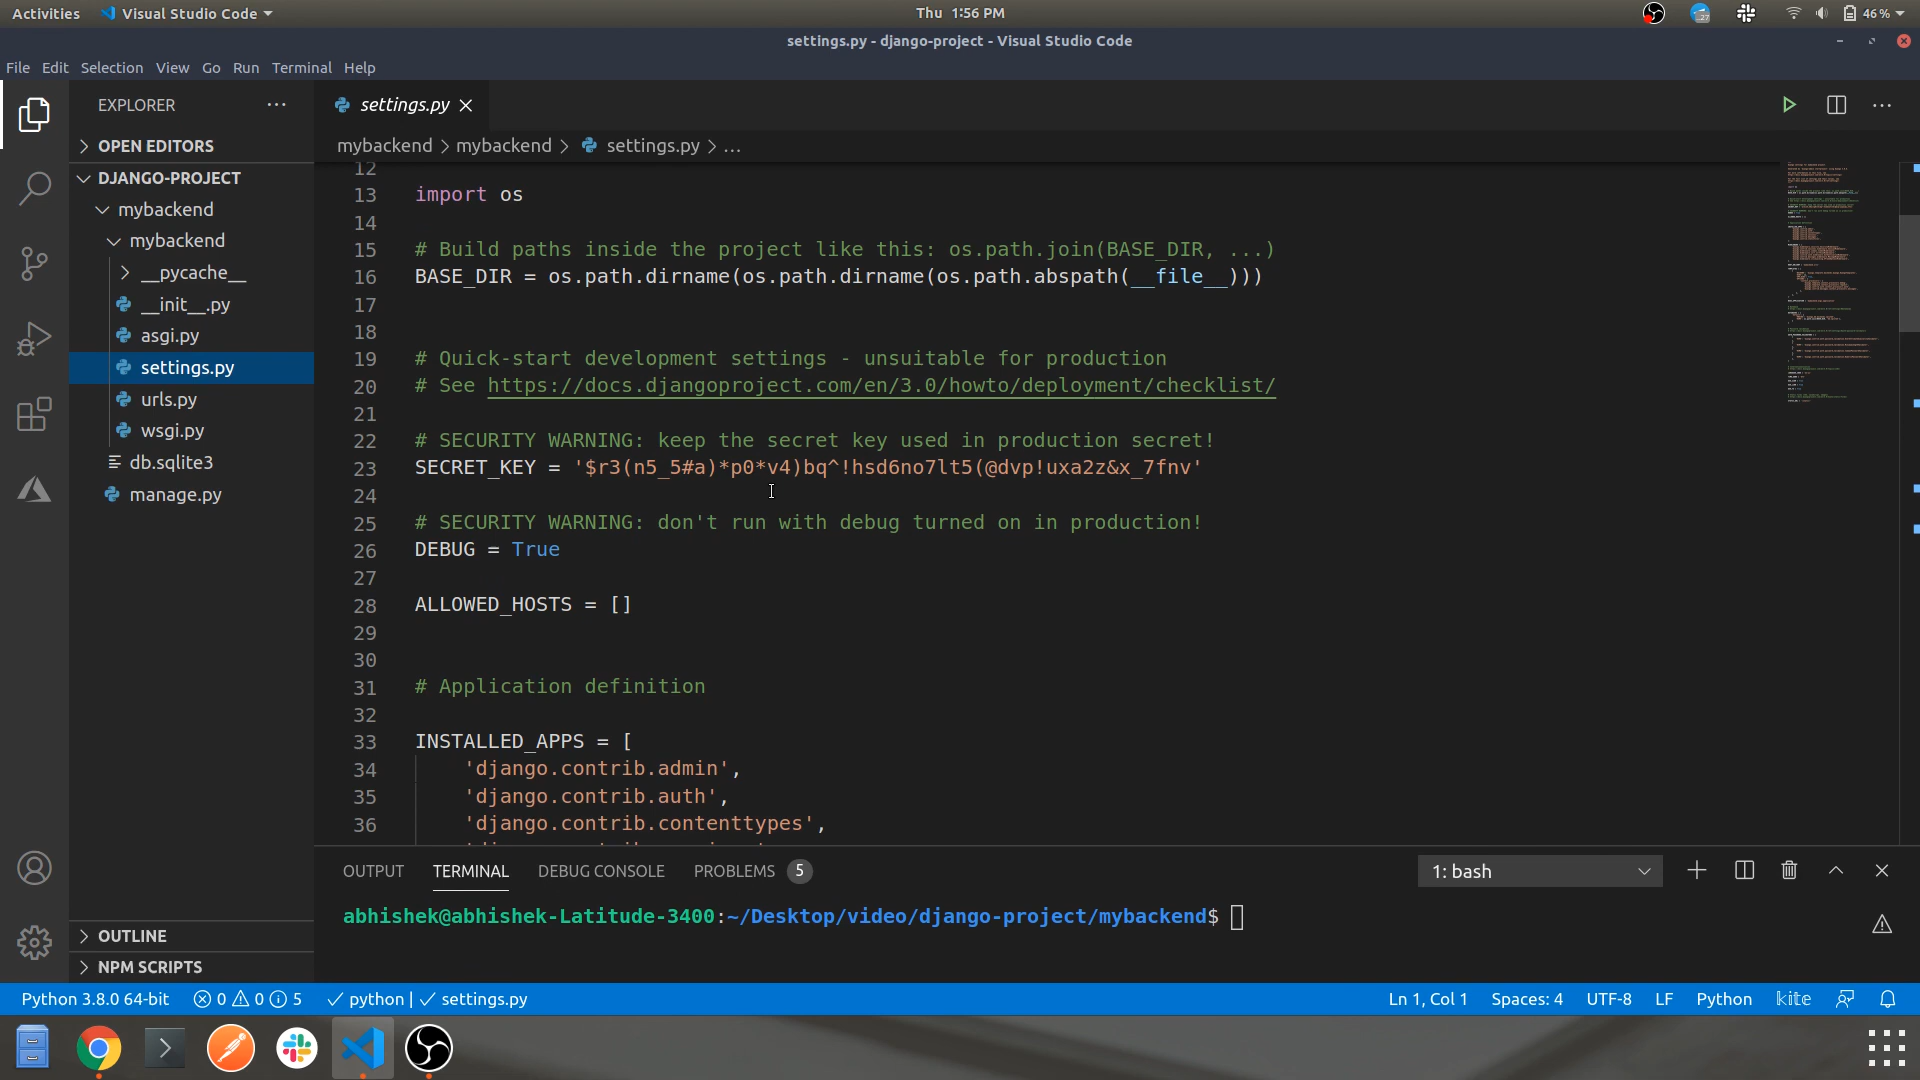 Activities
Visual Studio Code
Thu 1:56 PM
27
46 %
settings.py - django-project - Visual Studio Code
File Edit Selection View Go Run Terminal Help
EXPLORER
OPEN EDITORS
DJANGO-PROJECT
mybackend
mybackend
__pycache__
__init__.py
asgi.py
settings.py
urls.py
wsgi.py
db.sqlite3
manage.py
OUTLINE
NPM SCRIPTS
settings.py
mybackend > mybackend > settings.py > ...
12
13 import os
14
15 # Build paths inside the project like this: os.path.join(BASE_DIR, ...)
16 BASE_DIR = os.path.dirname(os.path.dirname(os.path.abspath(__file__)))
17
18
19 # Quick-start development settings - unsuitable for production
20 # See https://docs.djangoproject.com/en/3.0/howto/deployment/checklist/
21
22 # SECURITY WARNING: keep the secret key used in production secret!
23 SECRET_KEY = '$r3(n5_5#a)*p0*v4)bq^!hsd6no7lt5(@dvp!uxa2z&x_7fnv'
24
25 # SECURITY WARNING: don't run with debug turned on in production!
26 DEBUG = True
27
28 ALLOWED_HOSTS = []
29
30
31 # Application definition
32
33 INSTALLED_APPS = [
34 'django.contrib.admin',
35 'django.contrib.auth',
36 'django.contrib.contenttypes',
OUTPUT TERMINAL DEBUG CONSOLE PROBLEMS 5
1: bash
abhishek@abhishek-Latitude-3400:~/Desktop/video/django-project/mybackend$
Python 3.8.0 64-bit 0 0 5 python | settings.py
Ln 1, Col 1 Spaces: 4 UTF-8 LF Python kite